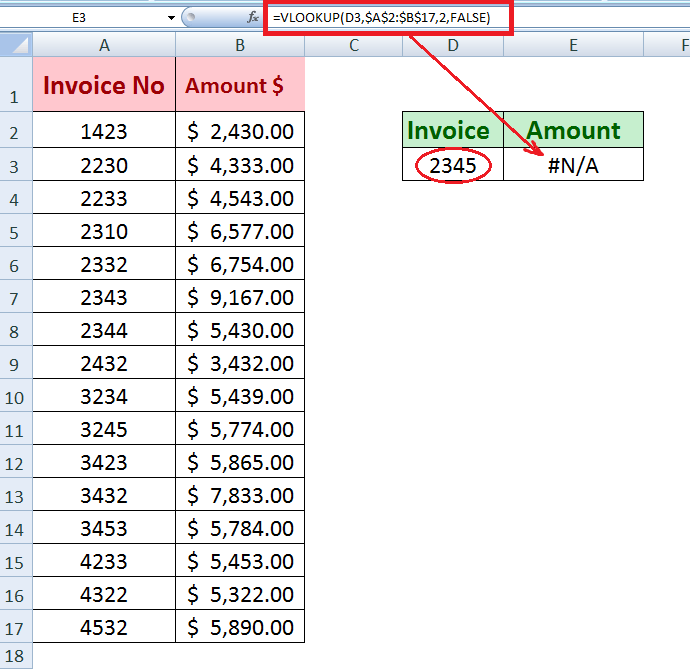 E3 fx =VLOOKUP(D3,$A$2:$B$17,2,FALSE)
A B C D E F
1 Invoice No Amount $
2 1423 $ 2,430.00 Invoice Amount
3 2230 $ 4,333.00 2345 #N/A
4 2233 $ 4,543.00
5 2310 $ 6,577.00
6 2332 $ 6,754.00
7 2343 $ 9,167.00
8 2344 $ 5,430.00
9 2432 $ 3,432.00
10 3234 $ 5,439.00
11 3245 $ 5,774.00
12 3423 $ 5,865.00
13 3432 $ 7,833.00
14 3453 $ 5,784.00
15 4233 $ 5,453.00
16 4322 $ 5,322.00
17 4532 $ 5,890.00
18